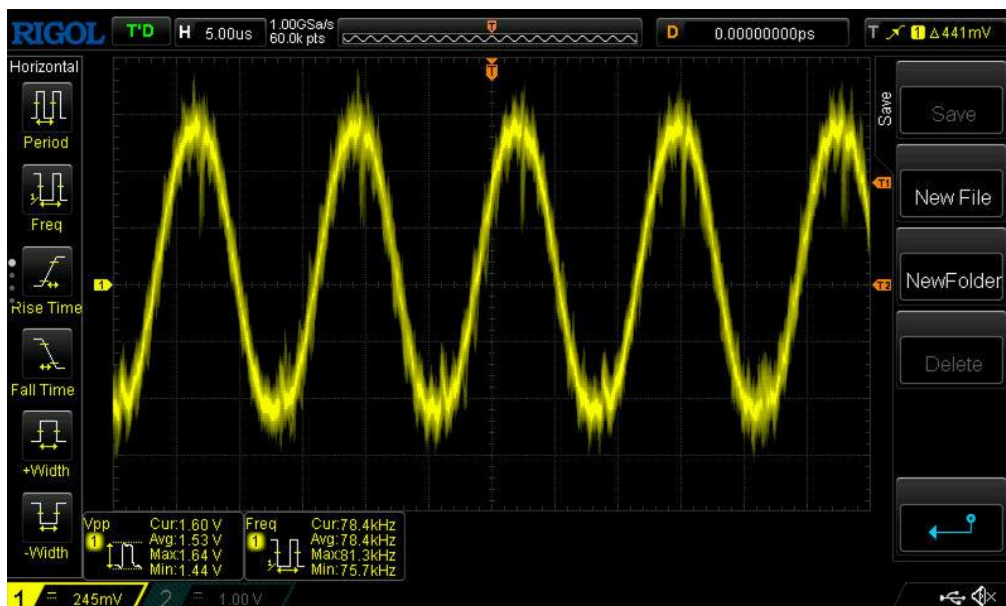 RIGOL T'D H 5.00us 1.00GSa/s 60.0k pts D 0.00000000ps T 1 Δ441mV
Horizontal
Period
Freq
Rise Time
Fall Time
+Width
-Width
T
1
T1
T2
Save
Save
New File
NewFolder
Delete
Vpp Cur:1.60 V
1 Avg:1.53 V
Max:1.64 V
Min:1.44 V
Freq Cur:78.4kHz
1 Avg:78.4kHz
Max:81.3kHz
Min:75.7kHz
1 = 245mV 2 = 1.00 V